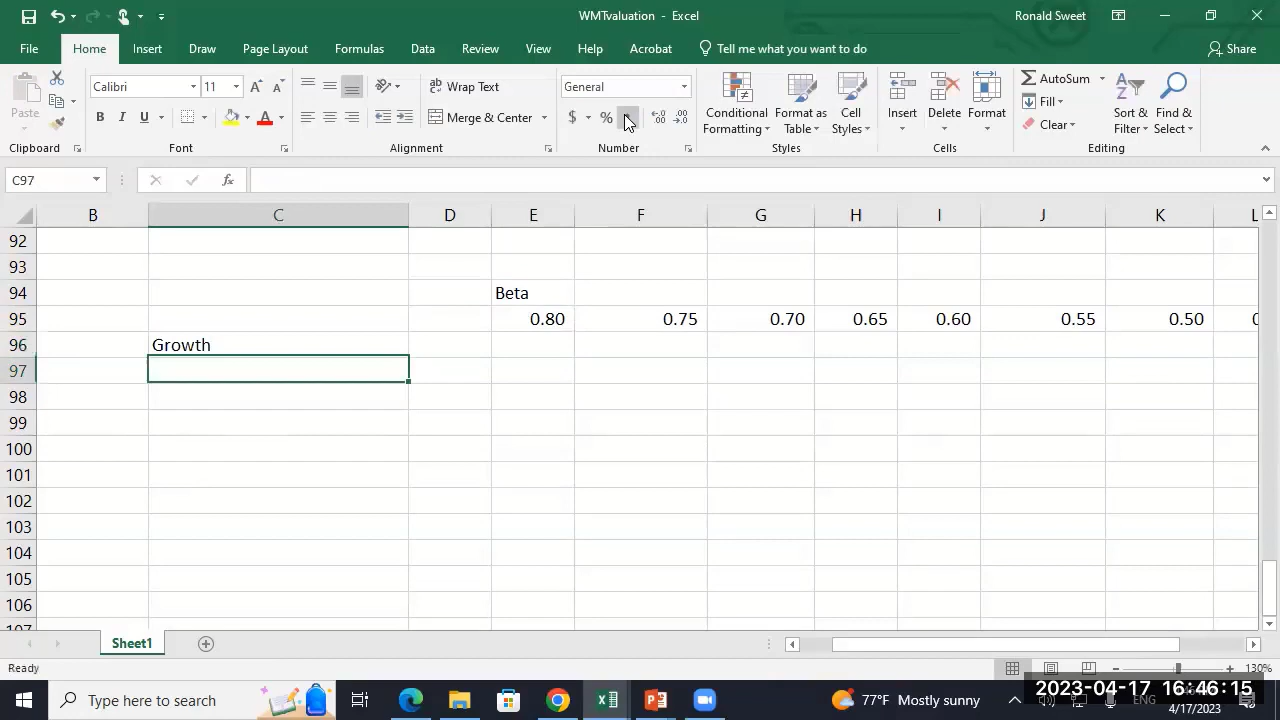 WMTvaluation - Excel
Ronald Sweet
File Home Insert Draw Page Layout Formulas Data Review View Help Acrobat Tell me what you want to do Share
Paste
Clipboard
Calibri 11
B I U A
Font
Wrap Text
Merge & Center
Alignment
General
$ %
Number
Conditional Formatting
Format as Table
Cell Styles
Styles
Insert Delete Format
Cells
AutoSum
Fill
Clear
Sort & Filter
Find & Select
Editing
C97 fx
B C D E F G H I J K L
92
93
94 Beta
95 0.80 0.75 0.70 0.65 0.60 0.55 0.50
96 Growth
97
98
99
100
101
102
103
104
105
106
107
Sheet1
Ready 130%
Type here to search 77°F Mostly sunny ENG
2023-04-17 16:46:15
4/17/2023